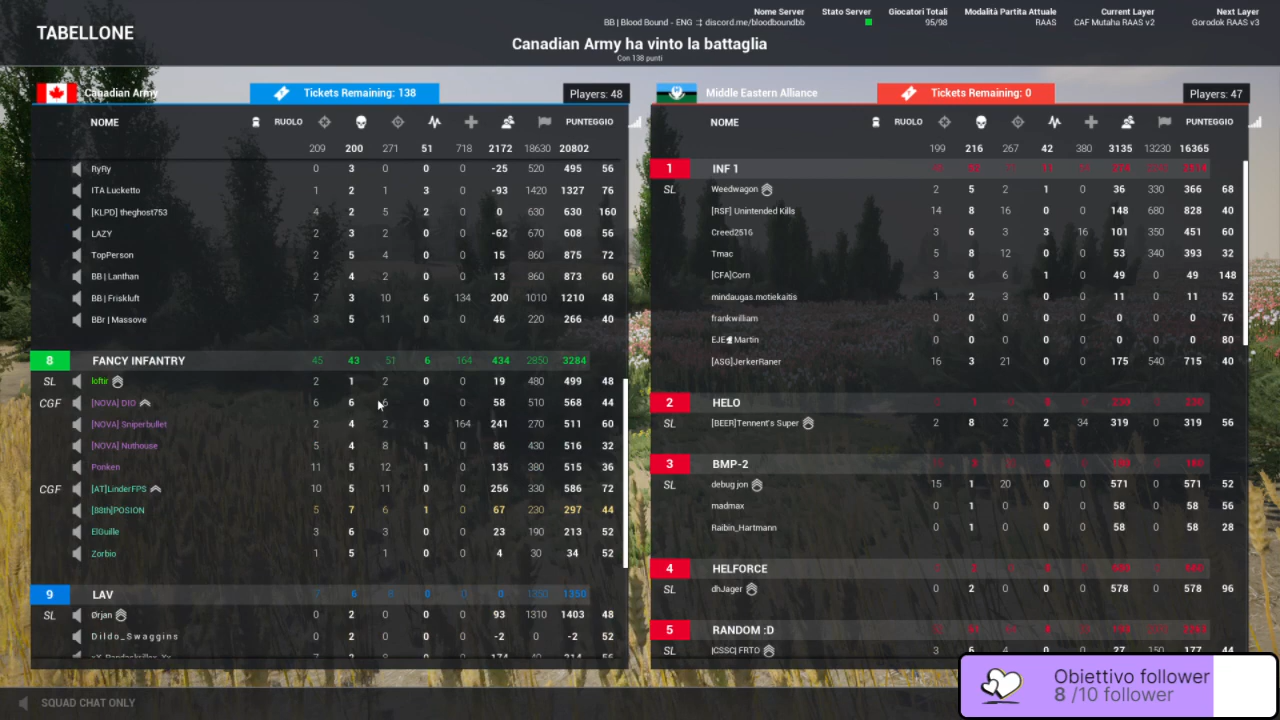 TABELLONE
Nome Server Stato Server Giocatori Totali Modalità Partita Attuale Current Layer Next Layer
BB | Blood Bound - ENG :: discord.me/bloodboundbb 95/98 RAAS CAF Mutaha RAAS v2 Gorodok RAAS v3
Canadian Army ha vinto la battaglia
Con 138 punti
Canadian Army Tickets Remaining: 138 Players: 48
NOME RUOLO PUNTEGGIO
209 200 271 51 718 2172 18630 20802
RyRy 0 3 0 0 0 -25 520 495 56
ITA Lucketto 1 2 1 3 0 -93 1420 1327 76
[KLPD] theghost753 4 2 5 2 0 0 630 630 160
LAZY 2 3 2 0 0 -62 670 608 56
TopPerson 2 5 4 0 0 15 860 875 72
BB | Lanthan 2 4 2 0 0 13 860 873 60
BB | Friskluft 7 3 10 6 134 200 1010 1210 48
BBr | Massove 3 5 11 0 0 46 220 266 40
8 FANCY INFANTRY 45 43 51 6 164 434 2850 3284
SL loftir 2 1 2 0 0 19 480 499 48
CGF [NOVA] DIO 6 6 6 0 0 58 510 568 44
[NOVA] Sniperbullet 2 4 2 3 164 241 270 511 60
[NOVA] Nuthouse 5 4 8 1 0 86 430 516 32
Ponken 11 5 12 1 0 135 380 515 36
CGF [AT]LinderFPS 10 5 11 0 0 256 330 586 72
[88th]POSION 5 7 6 1 0 67 230 297 44
ElGuille 3 6 3 0 0 23 190 213 52
Zorbio 1 5 1 0 0 4 30 34 52
9 LAV 7 6 8 0 0 1350 1350
SL Ørjan 0 2 0 0 0 93 1310 1403 48
Dildo_Swaggins 0 2 0 0 0 -2 0 -2 52
SQUAD CHAT ONLY
Middle Eastern Alliance Tickets Remaining: 0 Players: 47
NOME RUOLO PUNTEGGIO
199 216 267 42 380 3135 13230 16365
1 INF 1
SL Weedwagon 2 5 2 1 0 36 330 366 68
[RSF] Unintended Kills 14 8 16 0 0 148 680 828 40
Creed2516 3 6 3 3 16 101 350 451 60
Tmac 5 8 12 0 0 53 340 393 32
[CFA]Corn 3 6 6 1 0 49 0 49 148
mindaugas.motiekaitis 1 2 3 0 0 11 0 11 52
frankwilliam 0 0 0 0 0 0 0 0 76
EJE Martin 0 0 0 0 0 0 0 0 80
[ASG]JerkerRaner 16 3 21 0 0 175 540 715 40
2 HELO
SL [BEER]Tennent's Super 2 8 2 2 34 319 0 319 56
3 BMP-2
SL debug jon 15 1 20 0 0 571 0 571 52
madmax 0 1 0 0 0 58 0 58 56
Raibin_Hartmann 0 1 0 0 0 58 0 58 28
4 HELFORCE
SL dhJager 0 2 0 0 0 578 0 578 96
5 RANDOM :D
SL [CSSC] FRTO 3 6 4 0 0 27 150 177 44
Obiettivo follower
8 /10 follower